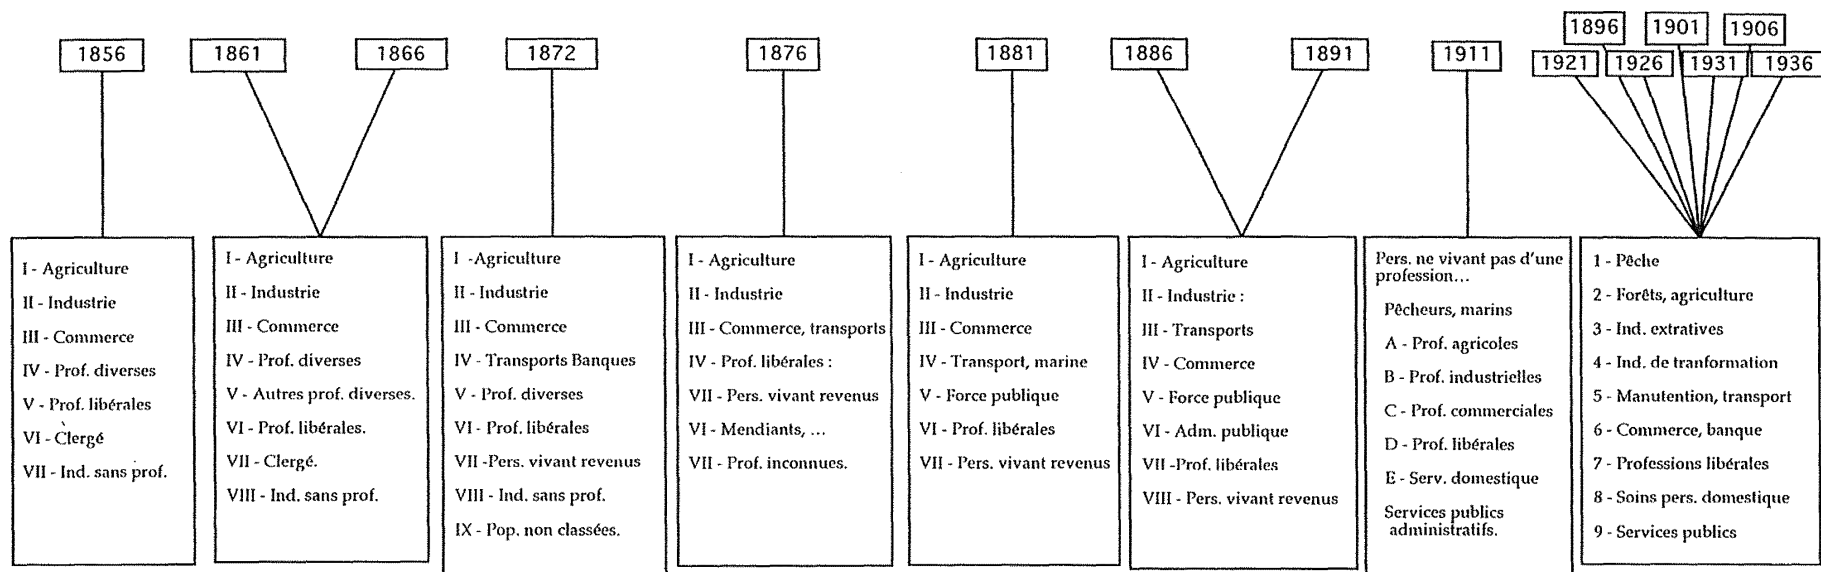 1856
1861
1866
1872
1876
1881
1886
1891
1911
1896
1901
1906
1921
1926
1931
1936
I - Agriculture
II - Industrie
III - Commerce
IV - Prof. diverses
V - Prof. libérales
VI - Clergé
VII - Ind. sans prof.
I - Agriculture
II - Industrie
III - Commerce
IV - Prof. diverses
V - Autres prof. diverses.
VI - Prof. libérales.
VII - Clergé.
VIII - Ind. sans prof.
I -Agriculture
II - Industrie
III - Commerce
IV - Transports Banques
V - Prof. diverses
VI - Prof. libérales
VII -Pers. vivant revenus
VIII - Ind. sans prof.
IX - Pop. non classées.
I - Agriculture
II - Industrie
III - Commerce, transports
IV - Prof. libérales :
VII - Pers. vivant revenus
VI - Mendiants, ...
VII - Prof. inconnues.
I - Agriculture
II - Industrie
III - Commerce
IV - Transport, marine
V - Force publique
VI - Prof. libérales
VII - Pers. vivant revenus
I - Agriculture
II - Industrie :
III - Transports
IV - Commerce
V - Force publique
VI - Adm. publique
VII -Prof. libérales
VIII - Pers. vivant revenus
Pers. ne vivant pas d'une
profession...
Pêcheurs, marins
A - Prof. agricoles
B - Prof. industrielles
C - Prof. commerciales
D - Prof. libérales
E - Serv. domestique
Services publics
administratifs.
1 - Pêche
2 - Forêts, agriculture
3 - Ind. extratives
4 - Ind. de tranformation
5 - Manutention, transport
6 - Commerce, banque
7 - Professions libérales
8 - Soins pers. domestique
9 - Services publics